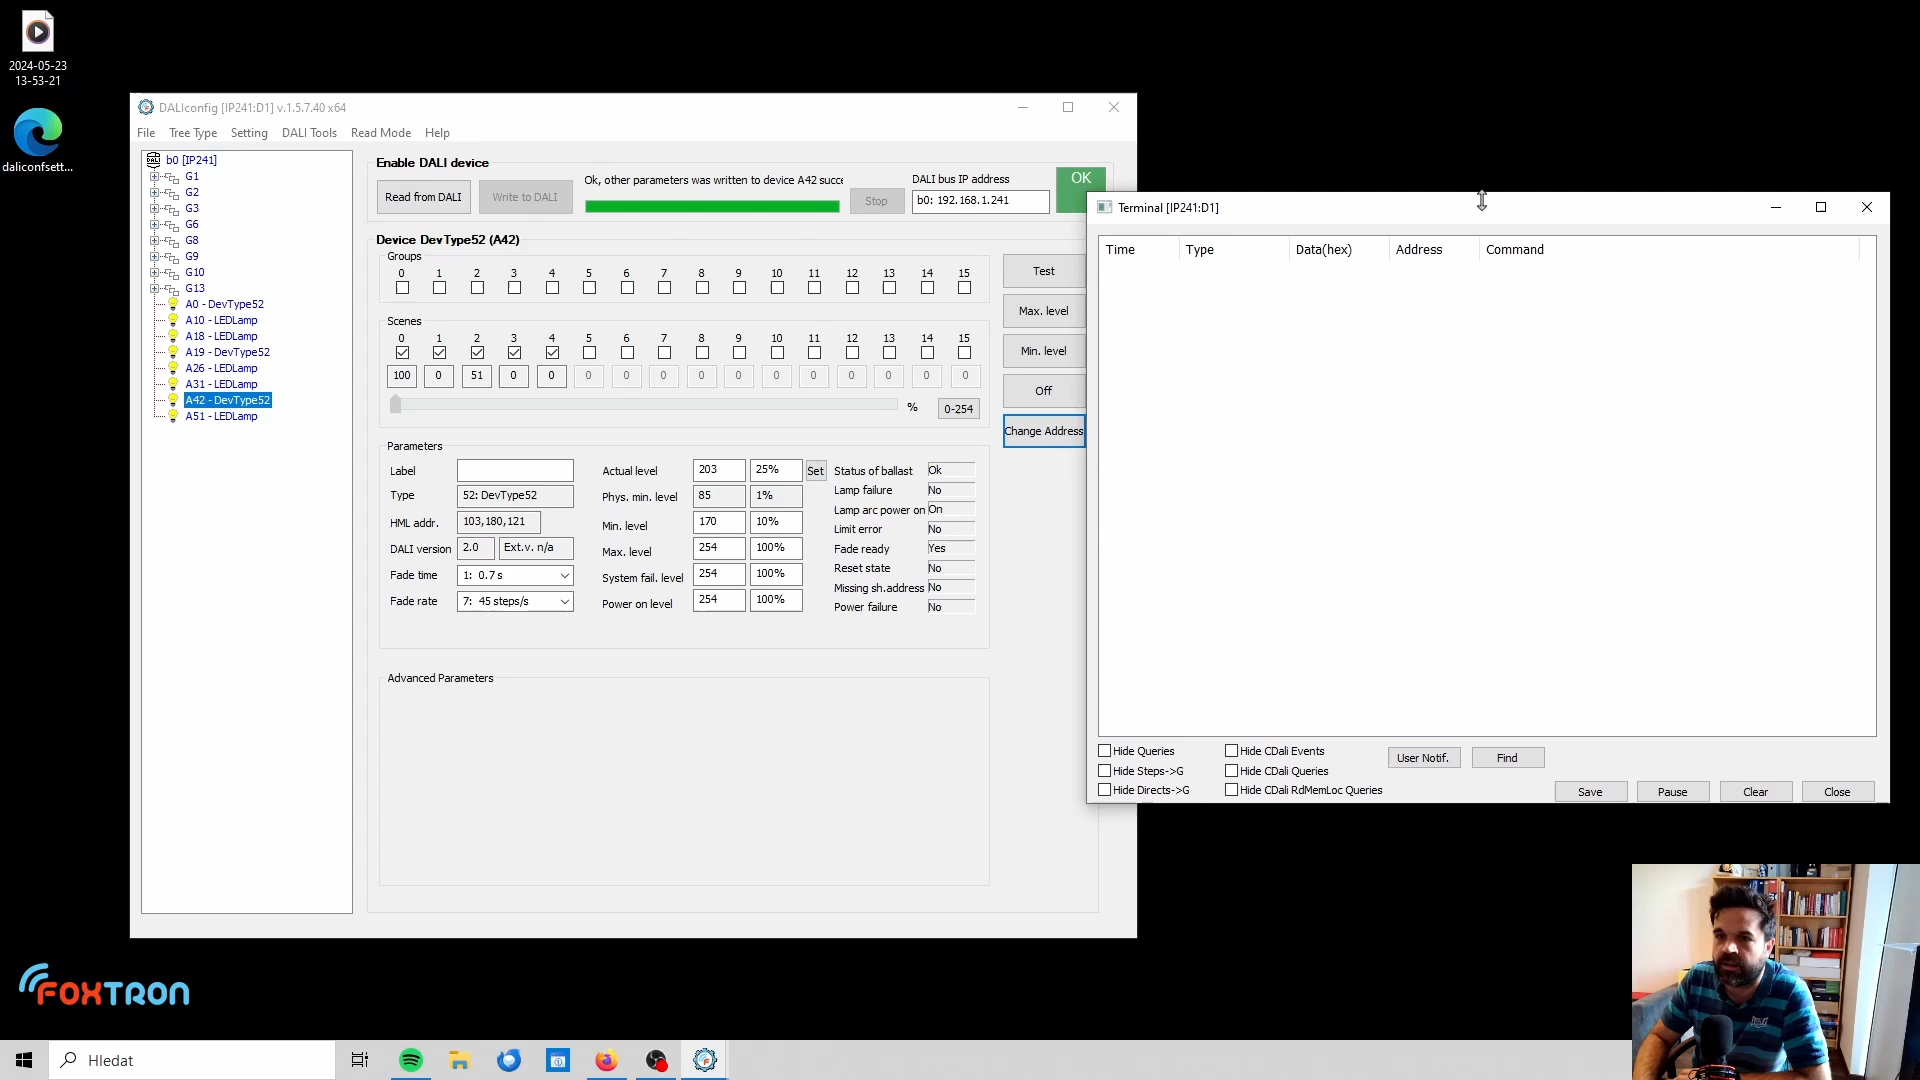 2024-05-23
13-53-21
daliconfsett...
DALIconfig [IP241:D1] v.1.5.7.40 x64
File Tree Type Setting DALI Tools Read Mode Help
b0 [IP241]
G1
G2
G3
G6
G8
G9
G10
G13
A0 - DevType52
A10 - LEDLamp
A18 - LEDLamp
A19 - DevType52
A26 - LEDLamp
A31 - LEDLamp
A42 - DevType52
A51 - LEDLamp
Enable DALI device
Read from DALI
Write to DALI
Ok, other parameters was written to device A42 succe
Stop
DALI bus IP address
b0: 192.168.1.241
OK
Device DevType52 (A42)
Groups
0 1 2 3 4 5 6 7 8 9 10 11 12 13 14 15
Scenes
0 1 2 3 4 5 6 7 8 9 10 11 12 13 14 15
100 0 51 0 0 0 0 0 0 0 0 0 0 0 0 0
%
0-254
Test
Max. level
Min. level
Off
Change Address
Parameters
Label
Type 52: DevType52
HML addr. 103,180,121
DALI version 2.0 Ext.v. n/a
Fade time 1: 0.7 s
Fade rate 7: 45 steps/s
Actual level 203 25% Set
Phys. min. level 85 1%
Min. level 170 10%
Max. level 254 100%
System fail. level 254 100%
Power on level 254 100%
Status of ballast Ok
Lamp failure No
Lamp arc power on On
Limit error No
Fade ready Yes
Reset state No
Missing sh.address No
Power failure No
Advanced Parameters
Terminal [IP241:D1]
Time Type Data(hex) Address Command
Hide Queries
Hide Steps->G
Hide Directs->G
Hide CDali Events
Hide CDali Queries
Hide CDali RdMemLoc Queries
User Notif.
Find
Save
Pause
Clear
Close
FOXTRON
Hledat